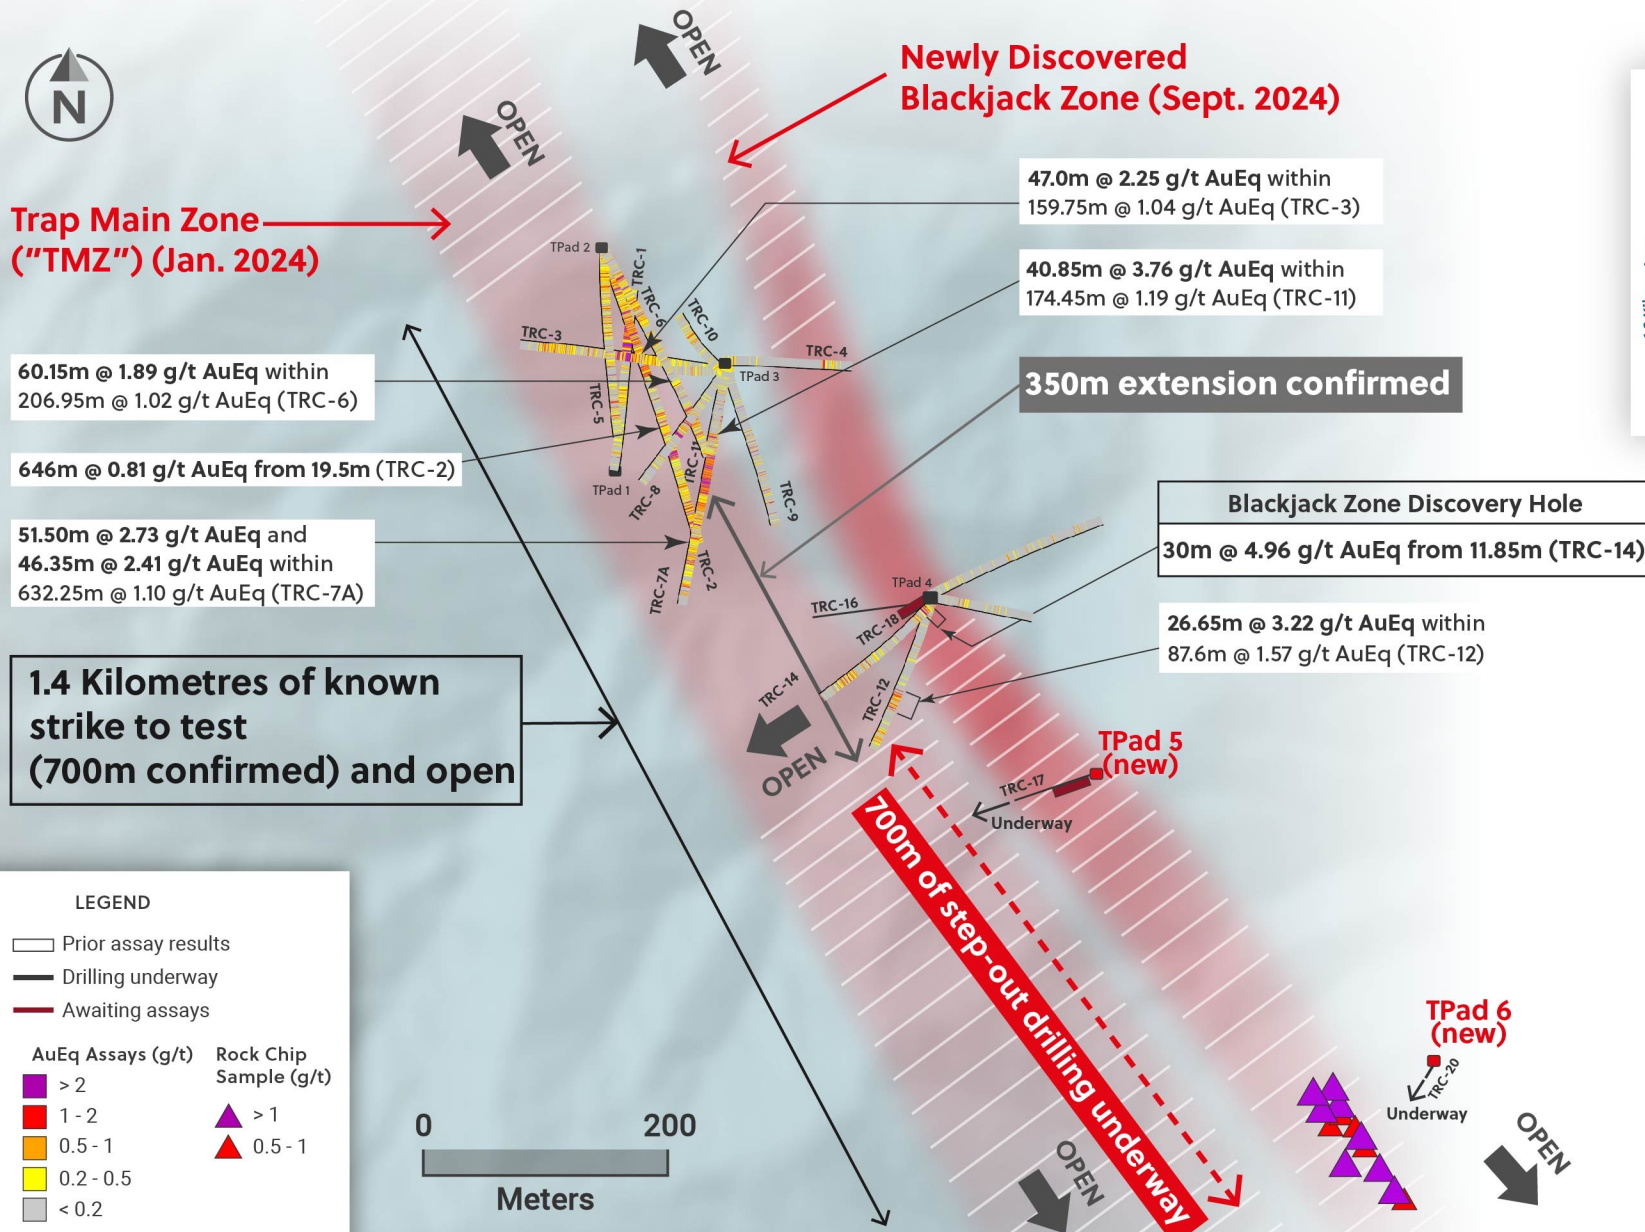 N
OPEN
OPEN
Newly Discovered
Blackjack Zone (Sept. 2024)
Trap Main Zone
("TMZ") (Jan. 2024)
47.0m @ 2.25 g/t AuEq within
159.75m @ 1.04 g/t AuEq (TRC-3)
40.85m @ 3.76 g/t AuEq within
174.45m @ 1.19 g/t AuEq (TRC-11)
350m extension confirmed
60.15m @ 1.89 g/t AuEq within
206.95m @ 1.02 g/t AuEq (TRC-6)
646m @ 0.81 g/t AuEq from 19.5m (TRC-2)
51.50m @ 2.73 g/t AuEq and
46.35m @ 2.41 g/t AuEq within
632.25m @ 1.10 g/t AuEq (TRC-7A)
TPad 2
TRC-1
TRC-6
TRC-10
TRC-3
TRC-4
TPad 3
TRC-5
TRC-11
TPad 1
TRC-8
TRC-9
TRC-7A
TRC-2
Blackjack Zone Discovery Hole
30m @ 4.96 g/t AuEq from 11.85m (TRC-14)
26.65m @ 3.22 g/t AuEq within
87.6m @ 1.57 g/t AuEq (TRC-12)
TPad 4
TRC-16
TRC-18
TRC-14
TRC-12
OPEN
1.4 Kilometres of known
strike to test
(700m confirmed) and open
TPad 5
(new)
TRC-17
Underway
700m of step-out drilling underway
TPad 6
(new)
TRC-20
Underway
OPEN
OPEN
LEGEND
Prior assay results
Drilling underway
Awaiting assays
AuEq Assays (g/t)
> 2
1 - 2
0.5 - 1
0.2 - 0.5
< 0.2
Rock Chip
Sample (g/t)
> 1
0.5 - 1
0 200
Meters